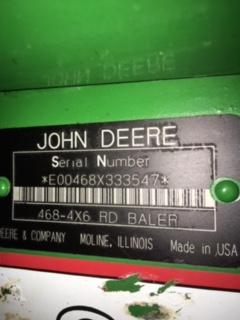 JOHN DEERE
JOHN DEERE
Serial Number
*E00468X333547*
468-4X6 RD BALER
DEERE & COMPANY MOLINE, ILLINOIS Made in USA